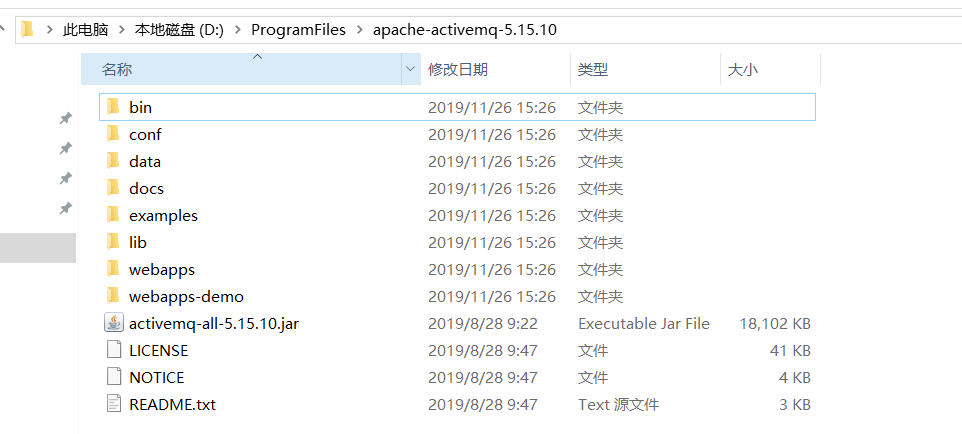 此电脑 > 本地磁盘 (D:) > ProgramFiles > apache-activemq-5.15.10
名称 修改日期 类型 大小
bin 2019/11/26 15:26 文件夹
conf 2019/11/26 15:26 文件夹
data 2019/11/26 15:26 文件夹
docs 2019/11/26 15:26 文件夹
examples 2019/11/26 15:26 文件夹
lib 2019/11/26 15:26 文件夹
webapps 2019/11/26 15:26 文件夹
webapps-demo 2019/11/26 15:26 文件夹
activemq-all-5.15.10.jar 2019/8/28 9:22 Executable Jar File 18,102 KB
LICENSE 2019/8/28 9:47 文件 41 KB
NOTICE 2019/8/28 9:47 文件 4 KB
README.txt 2019/8/28 9:47 Text 源文件 3 KB